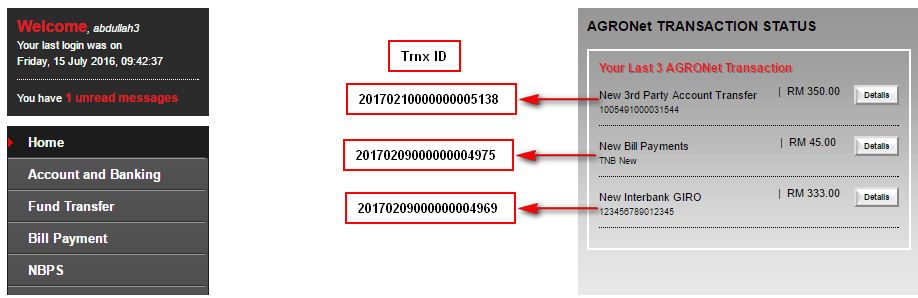 Welcome, abdullah3
Your last login was on
Friday, 15 July 2016, 09:42:37
You have 1 unread messages
Home
Account and Banking
Fund Transfer
Bill Payment
NBPS
Trnx ID
20170210000000005138
20170209000000004975
20170209000000004969
AGRONet TRANSACTION STATUS
Your Last 3 AGRONet Transaction
New 3rd Party Account Transfer | RM 350.00 Details
1005491000031544
New Bill Payments | RM 45.00 Details
TNB New
New Interbank GIRO | RM 333.00 Details
123456789012345